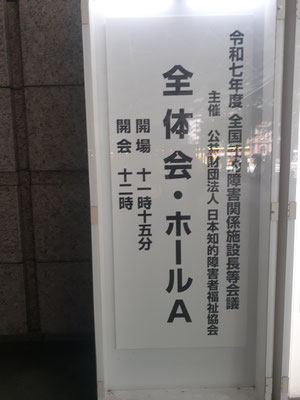 令和七年度 全国知的障害関係施設長等会議
主催 公益財団法人 日本知的障害者福祉協会
全体会・ホールA
開場 十一時十五分
開会 十二時